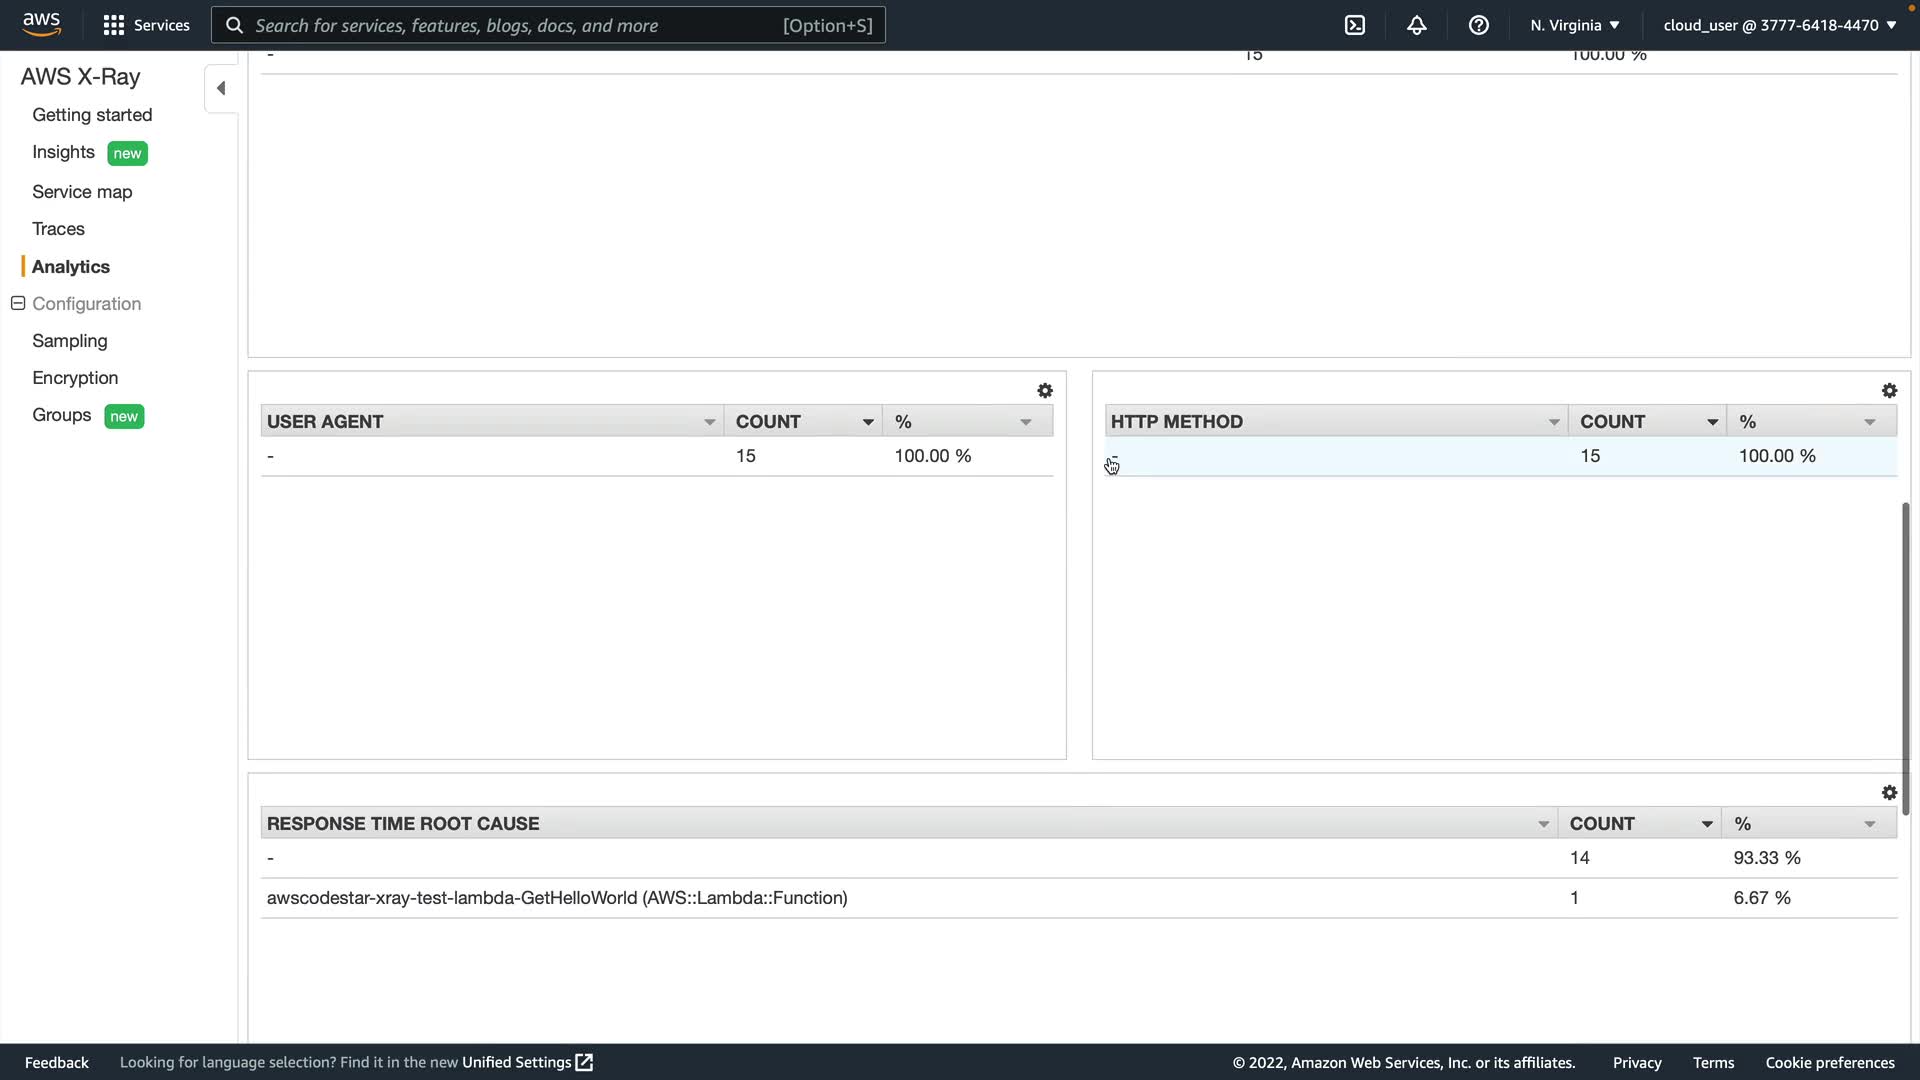 aws
Services
Search for services, features, blogs, docs, and more [Option+S]
N. Virginia
cloud_user @ 3777-6418-4470
AWS X-Ray
Getting started
Insights new
Service map
Traces
Analytics
Configuration
Sampling
Encryption
Groups new
- 15 100.00 %
USER AGENT COUNT %
- 15 100.00 %
HTTP METHOD COUNT %
- 15 100.00 %
RESPONSE TIME ROOT CAUSE COUNT %
- 14 93.33 %
awscodestar-xray-test-lambda-GetHelloWorld (AWS::Lambda::Function) 1 6.67 %
Feedback
Looking for language selection? Find it in the new Unified Settings
© 2022, Amazon Web Services, Inc. or its affiliates.
Privacy
Terms
Cookie preferences